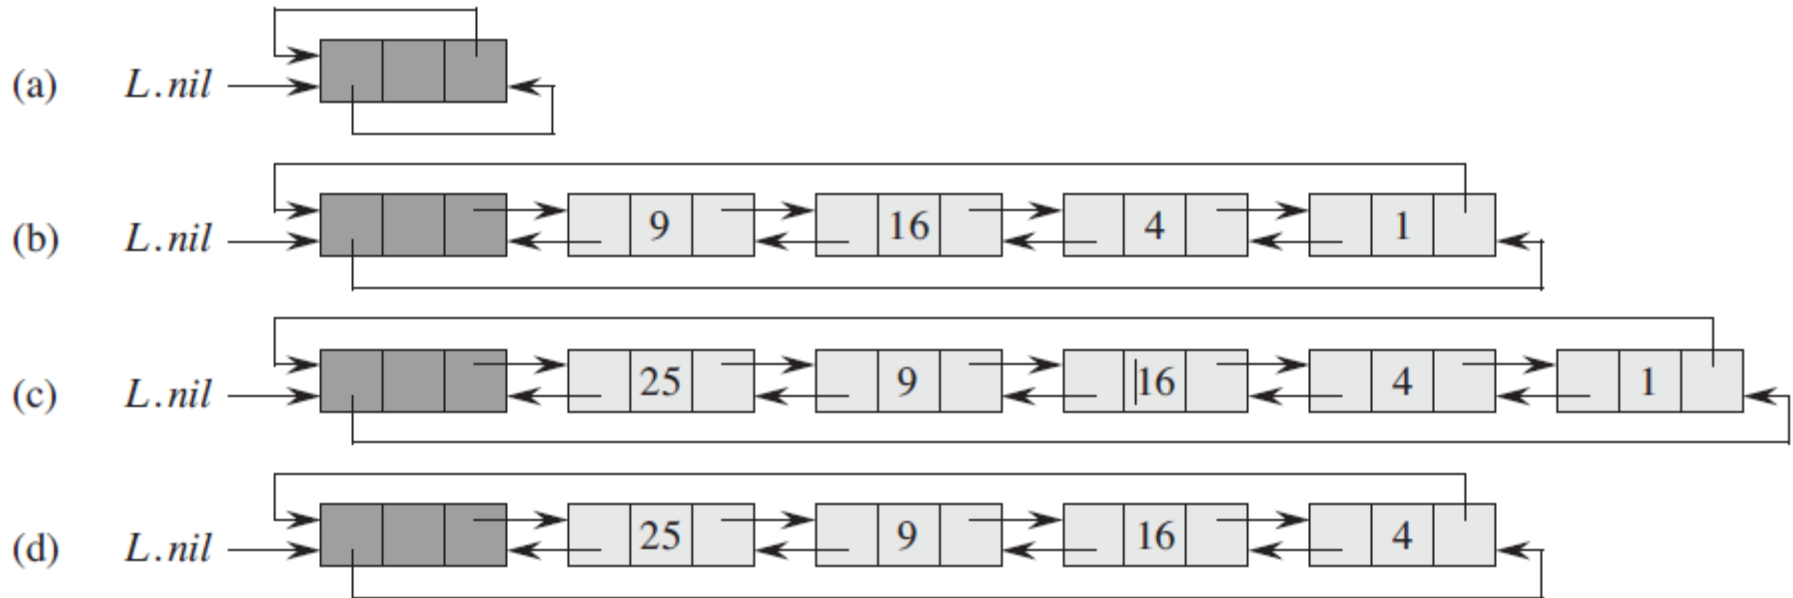 (a) L.nil
(b) L.nil 9 16 4 1
(c) L.nil 25 9 16 4 1
(d) L.nil 25 9 16 4